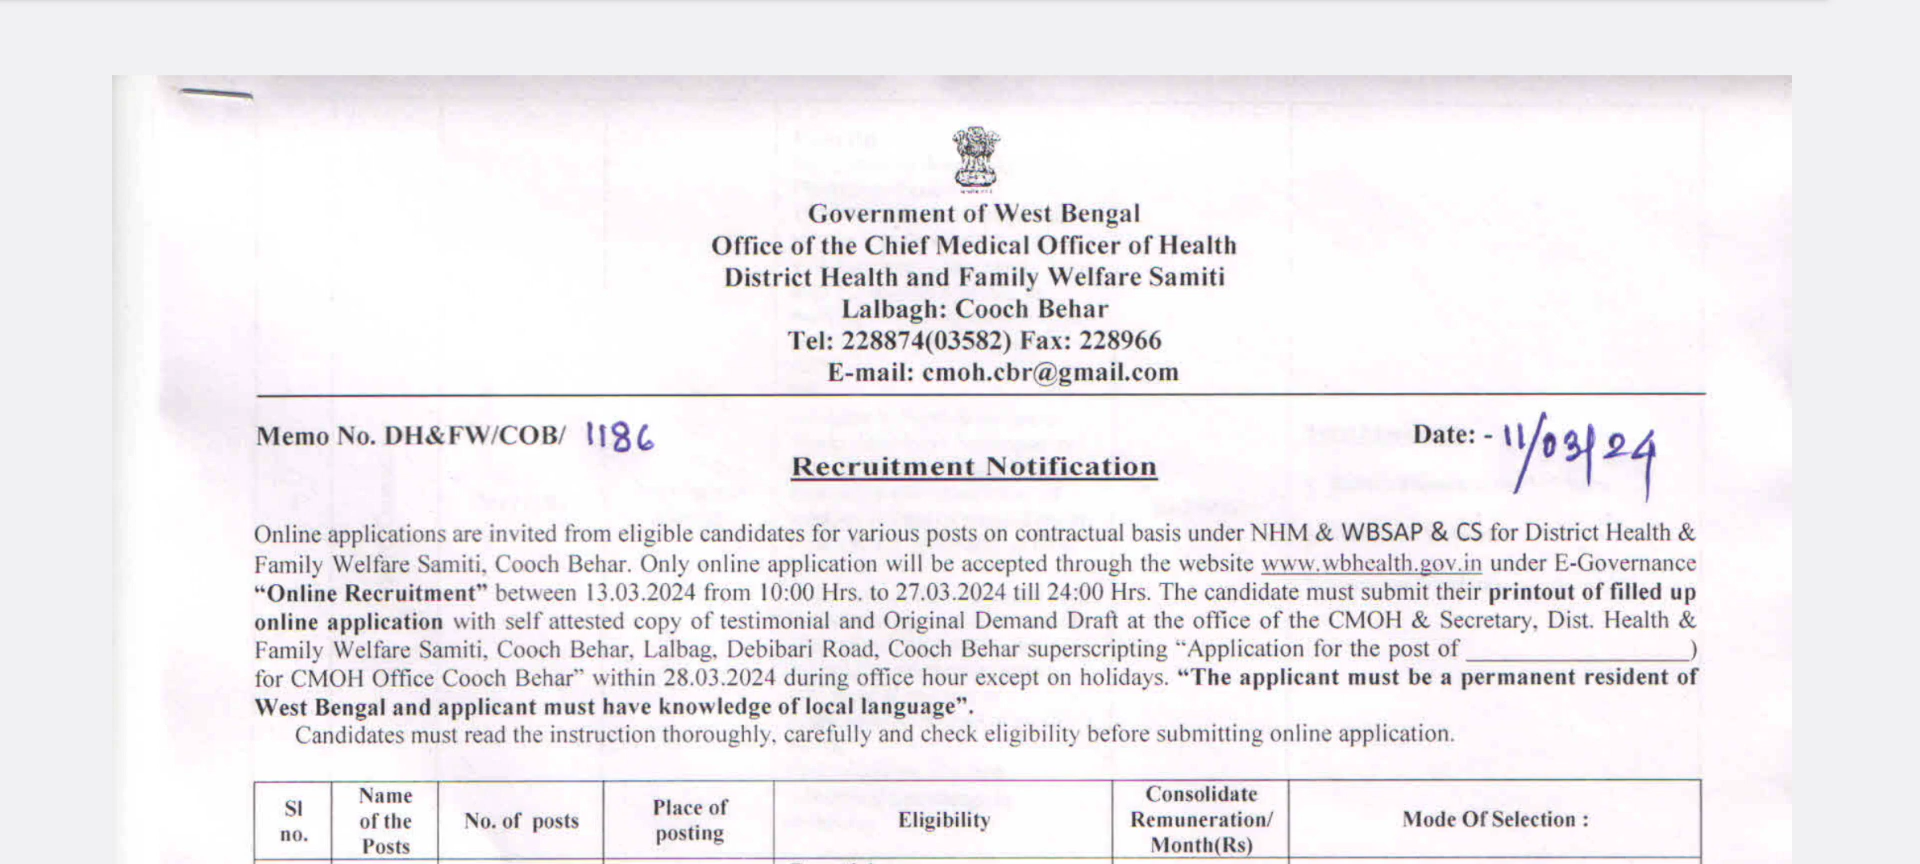 Government of West Bengal
Office of the Chief Medical Officer of Health
District Health and Family Welfare Samiti
Lalbagh: Cooch Behar
Tel: 228874(03582) Fax: 228966
E-mail: cmoh.cbr@gmail.com
Memo No. DH&FW/COB/ 1186
Date: - 11/03/24
Recruitment Notification
Online applications are invited from eligible candidates for various posts on contractual basis under NHM & WBSAP & CS for District Health &
Family Welfare Samiti, Cooch Behar. Only online application will be accepted through the website www.wbhealth.gov.in under E-Governance
“Online Recruitment” between 13.03.2024 from 10:00 Hrs. to 27.03.2024 till 24:00 Hrs. The candidate must submit their printout of filled up
online application with self attested copy of testimonial and Original Demand Draft at the office of the CMOH & Secretary, Dist. Health &
Family Welfare Samiti, Cooch Behar, Lalbag, Debibari Road, Cooch Behar superscripting “Application for the post of ____________________)
for CMOH Office Cooch Behar” within 28.03.2024 during office hour except on holidays. “The applicant must be a permanent resident of
West Bengal and applicant must have knowledge of local language”.
Candidates must read the instruction thoroughly, carefully and check eligibility before submitting online application.
Sl no.
Name of the Posts
No. of posts
Place of posting
Eligibility
Consolidate Remuneration/ Month(Rs)
Mode Of Selection :